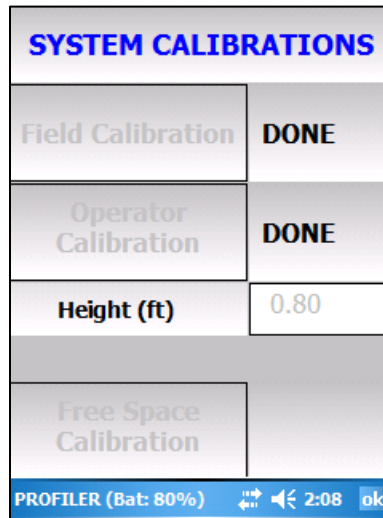 SYSTEM CALIBRATIONS
Field Calibration DONE
Operator
Calibration
DONE
Height (ft) 0.80
Free Space
Calibration
PROFILER (Bat: 80%) 2:08 ok